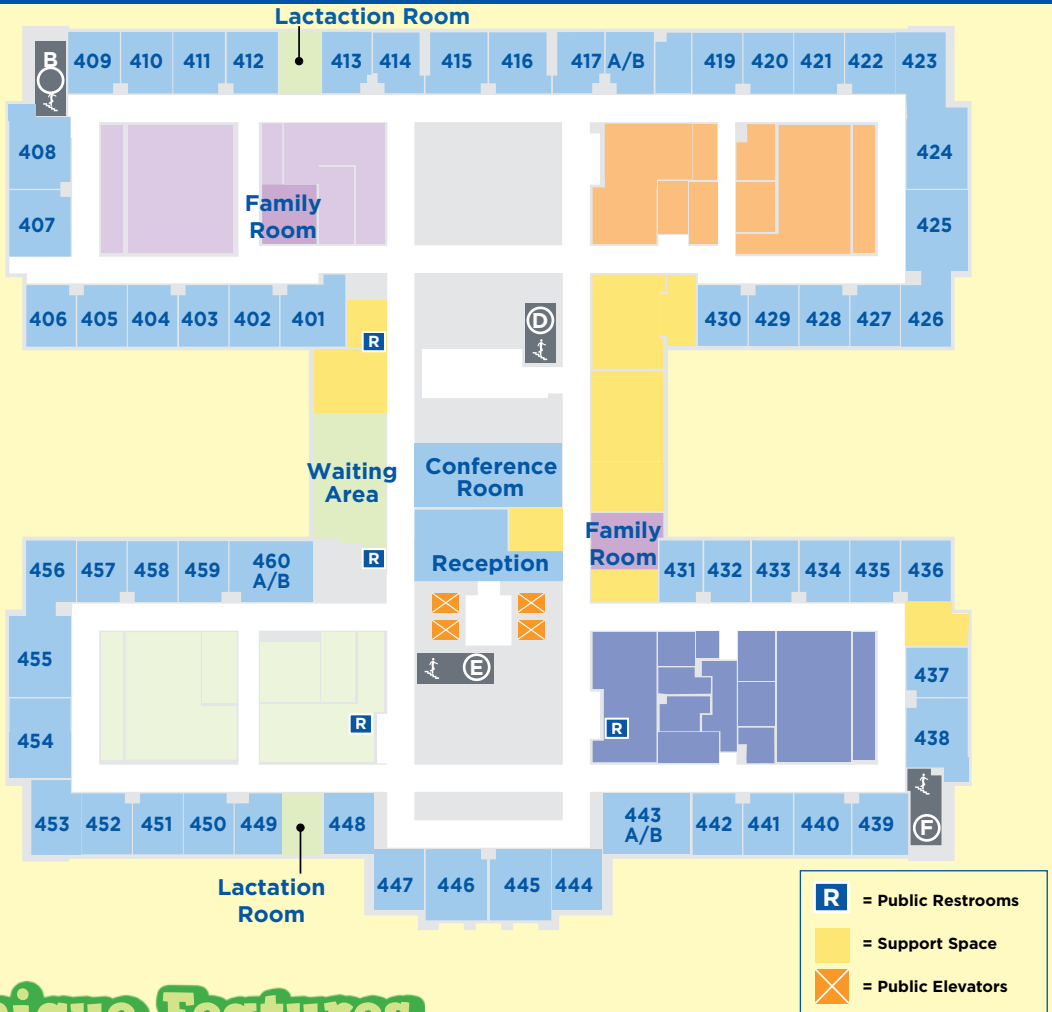 Lactaction Room
B
409 410 411 412 413 414 415 416 417 A/B 419 420 421 422 423
408
424
407
425
Family
Room
406 405 404 403 402 401
D
430 429 428 427 426
R
Waiting
Area
Conference
Room
R
Reception
Family
Room
456 457 458 459 460
A/B
431 432 433 434 435 436
455
437
E
454
438
R
R
453 452 451 450 449 448
443
A/B
442 441 440 439
F
Lactation
Room
447 446 445 444
R = Public Restrooms
= Support Space
= Public Elevators
Features